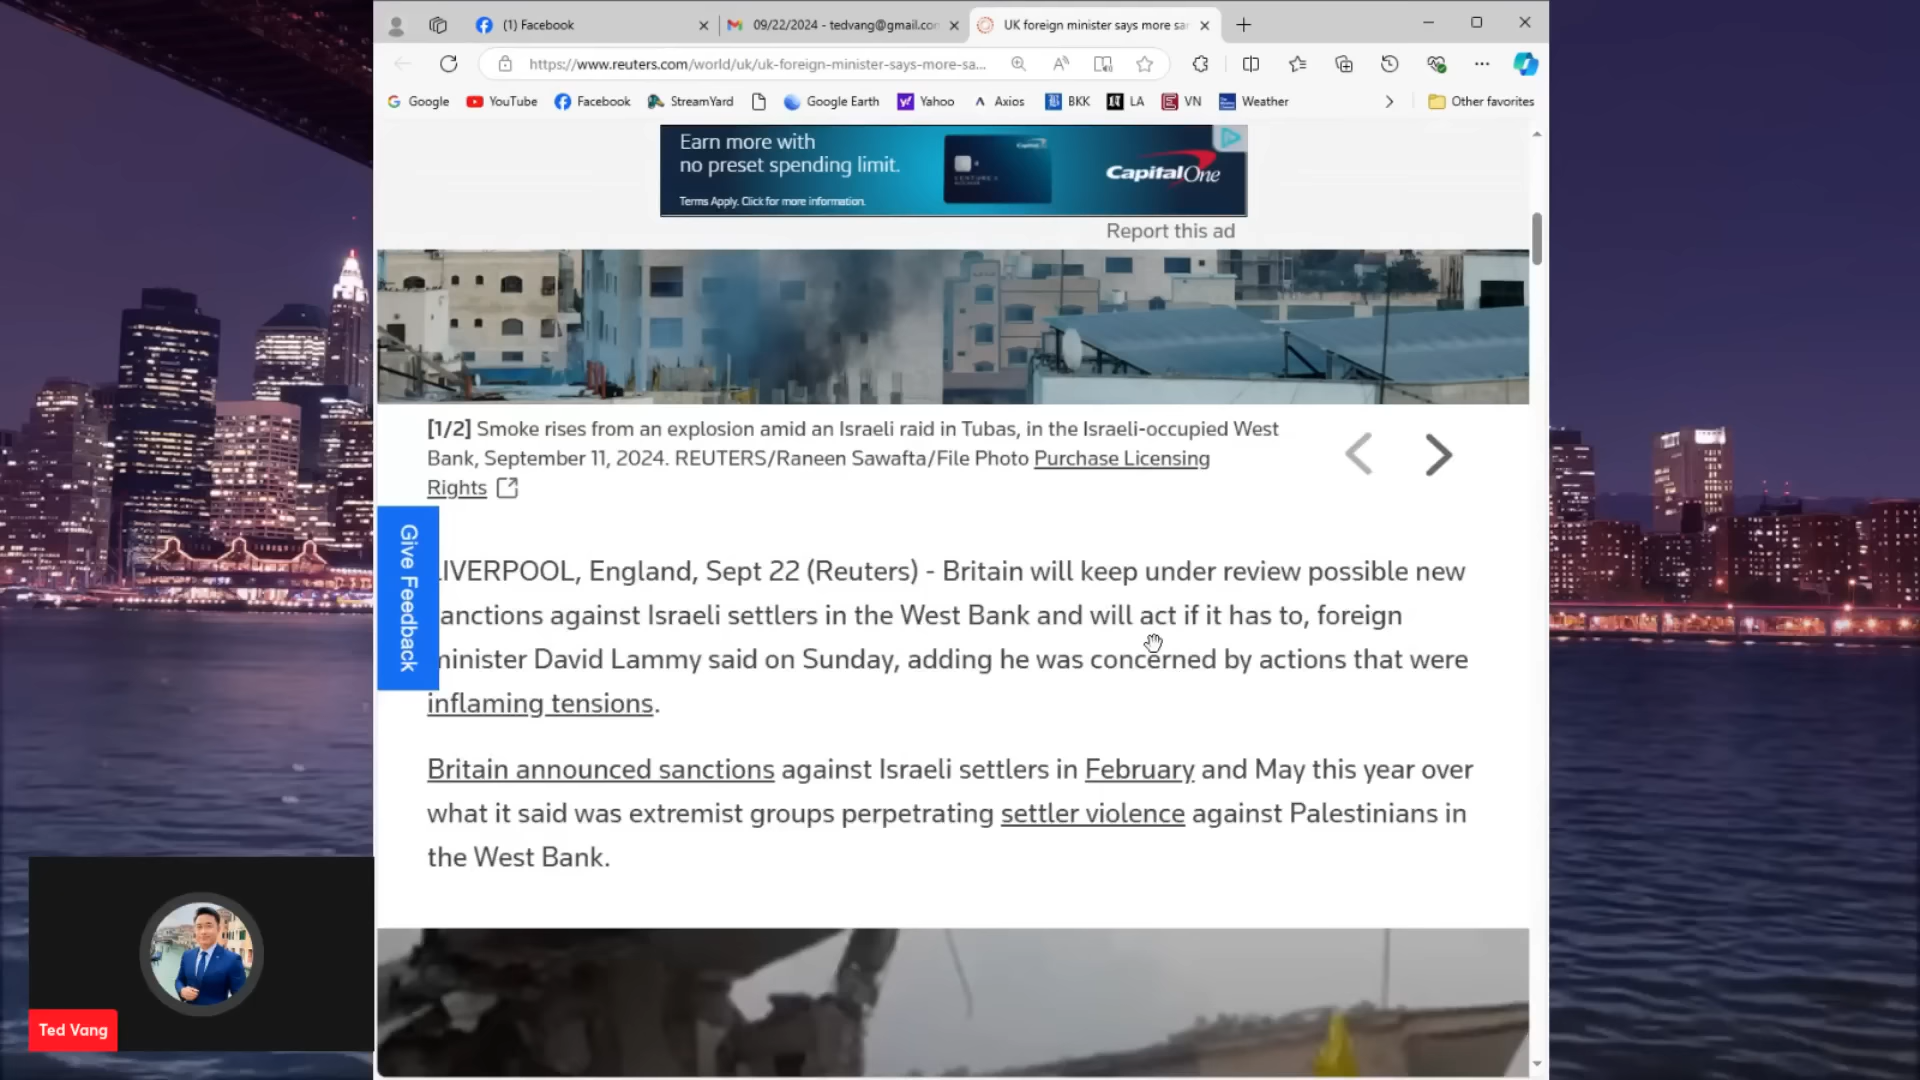 (1) Facebook
09/22/2024 - tedvang@gmail.co
UK foreign minister says more sa
https://www.reuters.com/world/uk/uk-foreign-minister-says-more-sa...
Google YouTube Facebook StreamYard Google Earth Yahoo Axios BKK LA VN Weather Other favorites
Earn more with
no preset spending limit.
Terms Apply. Click for more information.
Capital One
Report this ad
[1/2] Smoke rises from an explosion amid an Israeli raid in Tubas, in the Israeli-occupied West
Bank, September 11, 2024. REUTERS/Raneen Sawafta/File Photo Purchase Licensing
Rights
Give Feedback
LIVERPOOL, England, Sept 22 (Reuters) - Britain will keep under review possible new
sanctions against Israeli settlers in the West Bank and will act if it has to, foreign
minister David Lammy said on Sunday, adding he was concerned by actions that were
inflaming tensions.
Britain announced sanctions against Israeli settlers in February and May this year over
what it said was extremist groups perpetrating settler violence against Palestinians in
the West Bank.
Ted Vang